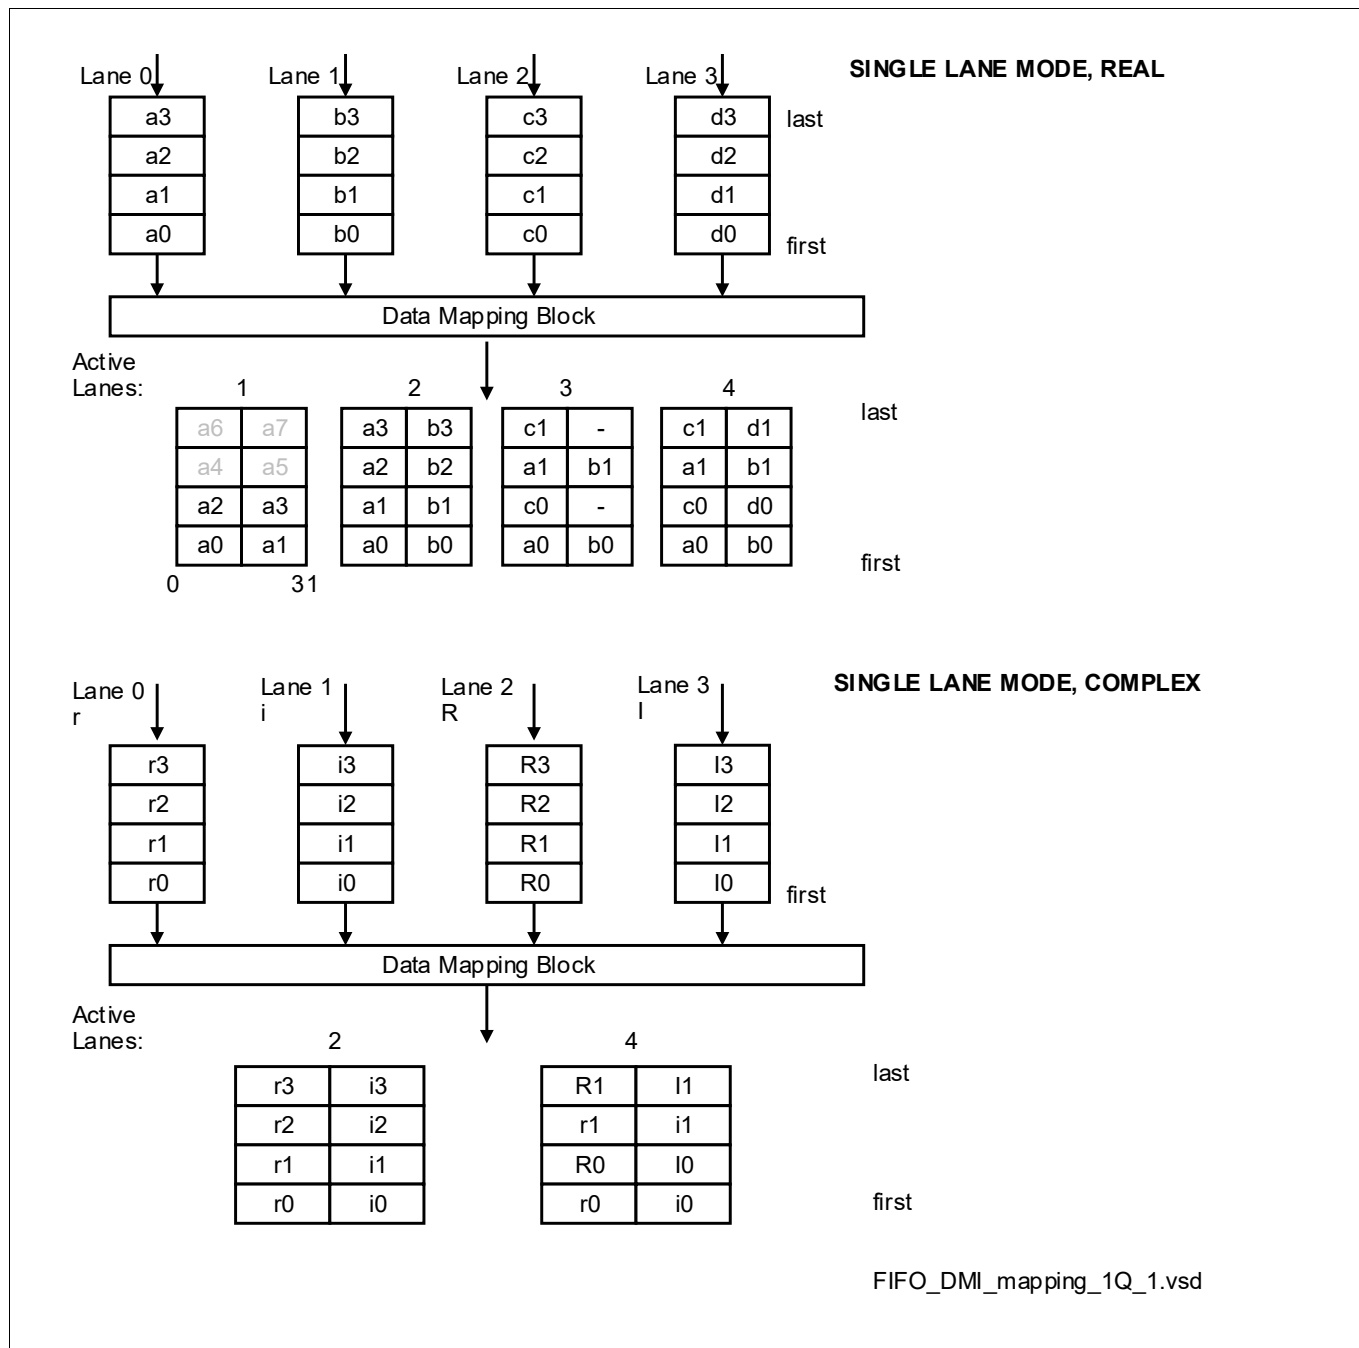 SINGLE LANE MODE, REAL
Lane 0 Lane 1 Lane 2 Lane 3
a3 b3 c3 d3 last
a2 b2 c2 d2
a1 b1 c1 d1
a0 b0 c0 d0 first
Data Mapping Block
Active
Lanes: 1 2 3 4
a6 a7 a3 b3 c1 - c1 d1 last
a4 a5 a2 b2 a1 b1 a1 b1
a2 a3 a1 b1 c0 - c0 d0
a0 a1 a0 b0 a0 b0 a0 b0 first
0 31
Lane 0 Lane 1 Lane 2 Lane 3 SINGLE LANE MODE, COMPLEX
r i R I
r3 i3 R3 I3
r2 i2 R2 I2
r1 i1 R1 I1
r0 i0 R0 I0 first
Data Mapping Block
Active
Lanes: 2 4
r3 i3 R1 I1 last
r2 i2 r1 i1
r1 i1 R0 I0
r0 i0 r0 i0 first
FIFO_DMI_mapping_1Q_1.vsd